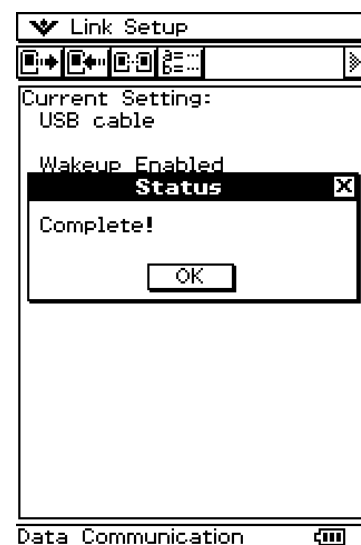 Link Setup
Current Setting:
USB cable
Wakeup Enabled
Status
Complete!
OK
Data Communication